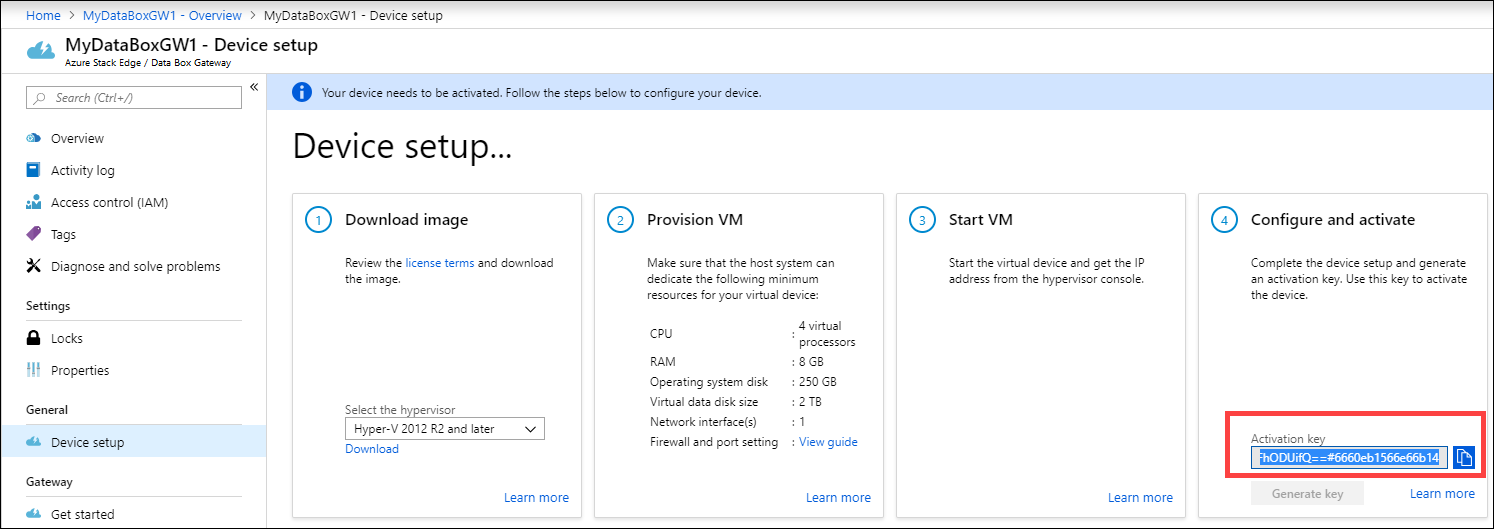 Home > MyDataBoxGW1 - Overview > MyDataBoxGW1 - Device setup
MyDataBoxGW1 - Device setup
Azure Stack Edge / Data Box Gateway
Search (Ctrl+/)
«
Overview
Activity log
Access control (IAM)
Tags
Diagnose and solve problems
Settings
Locks
Properties
General
Device setup
Gateway
Get started
Your device needs to be activated. Follow the steps below to configure your device.
Device setup...
1 Download image
Review the license terms and download
the image.
Select the hypervisor
Hyper-V 2012 R2 and later
Download
Learn more
2 Provision VM
Make sure that the host system can
dedicate the following minimum
resources for your virtual device:
CPU : 4 virtual
processors
RAM : 8 GB
Operating system disk : 250 GB
Virtual data disk size : 2 TB
Network interface(s) : 1
Firewall and port setting : View guide
Learn more
3 Start VM
Start the virtual device and get the IP
address from the hypervisor console.
Learn more
4 Configure and activate
Complete the device setup and generate
an activation key. Use this key to activate
the device.
Activation key
hODUifQ==#6660eb1566e66b14
Generate key
Learn more